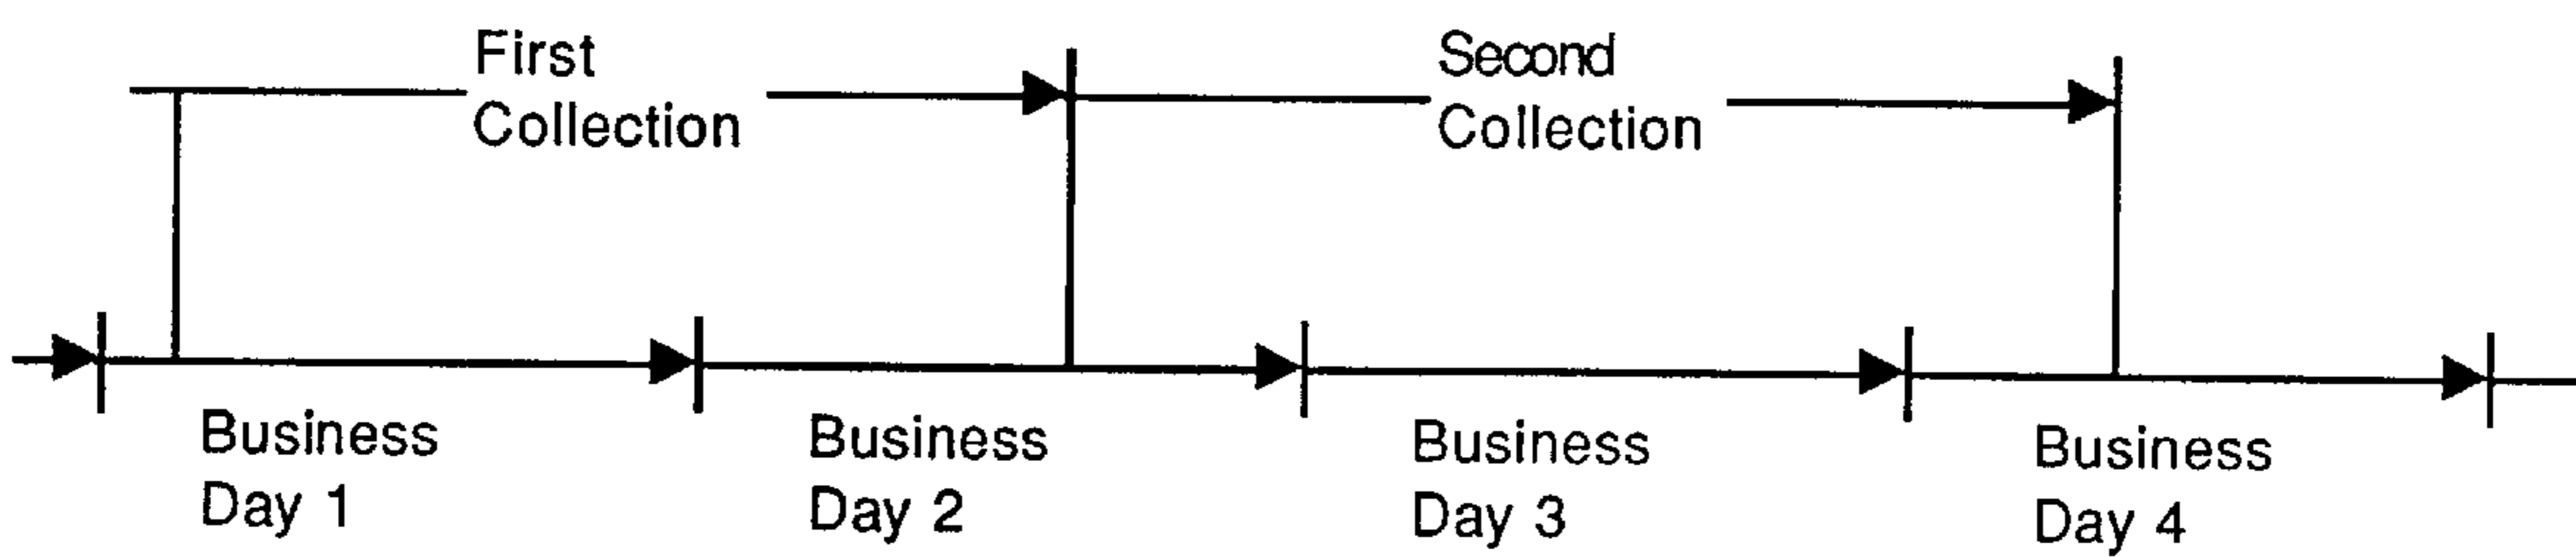 First
Collection
Second
Collection
Business
Day 1
Business
Day 2
Business
Day 3
Business
Day 4